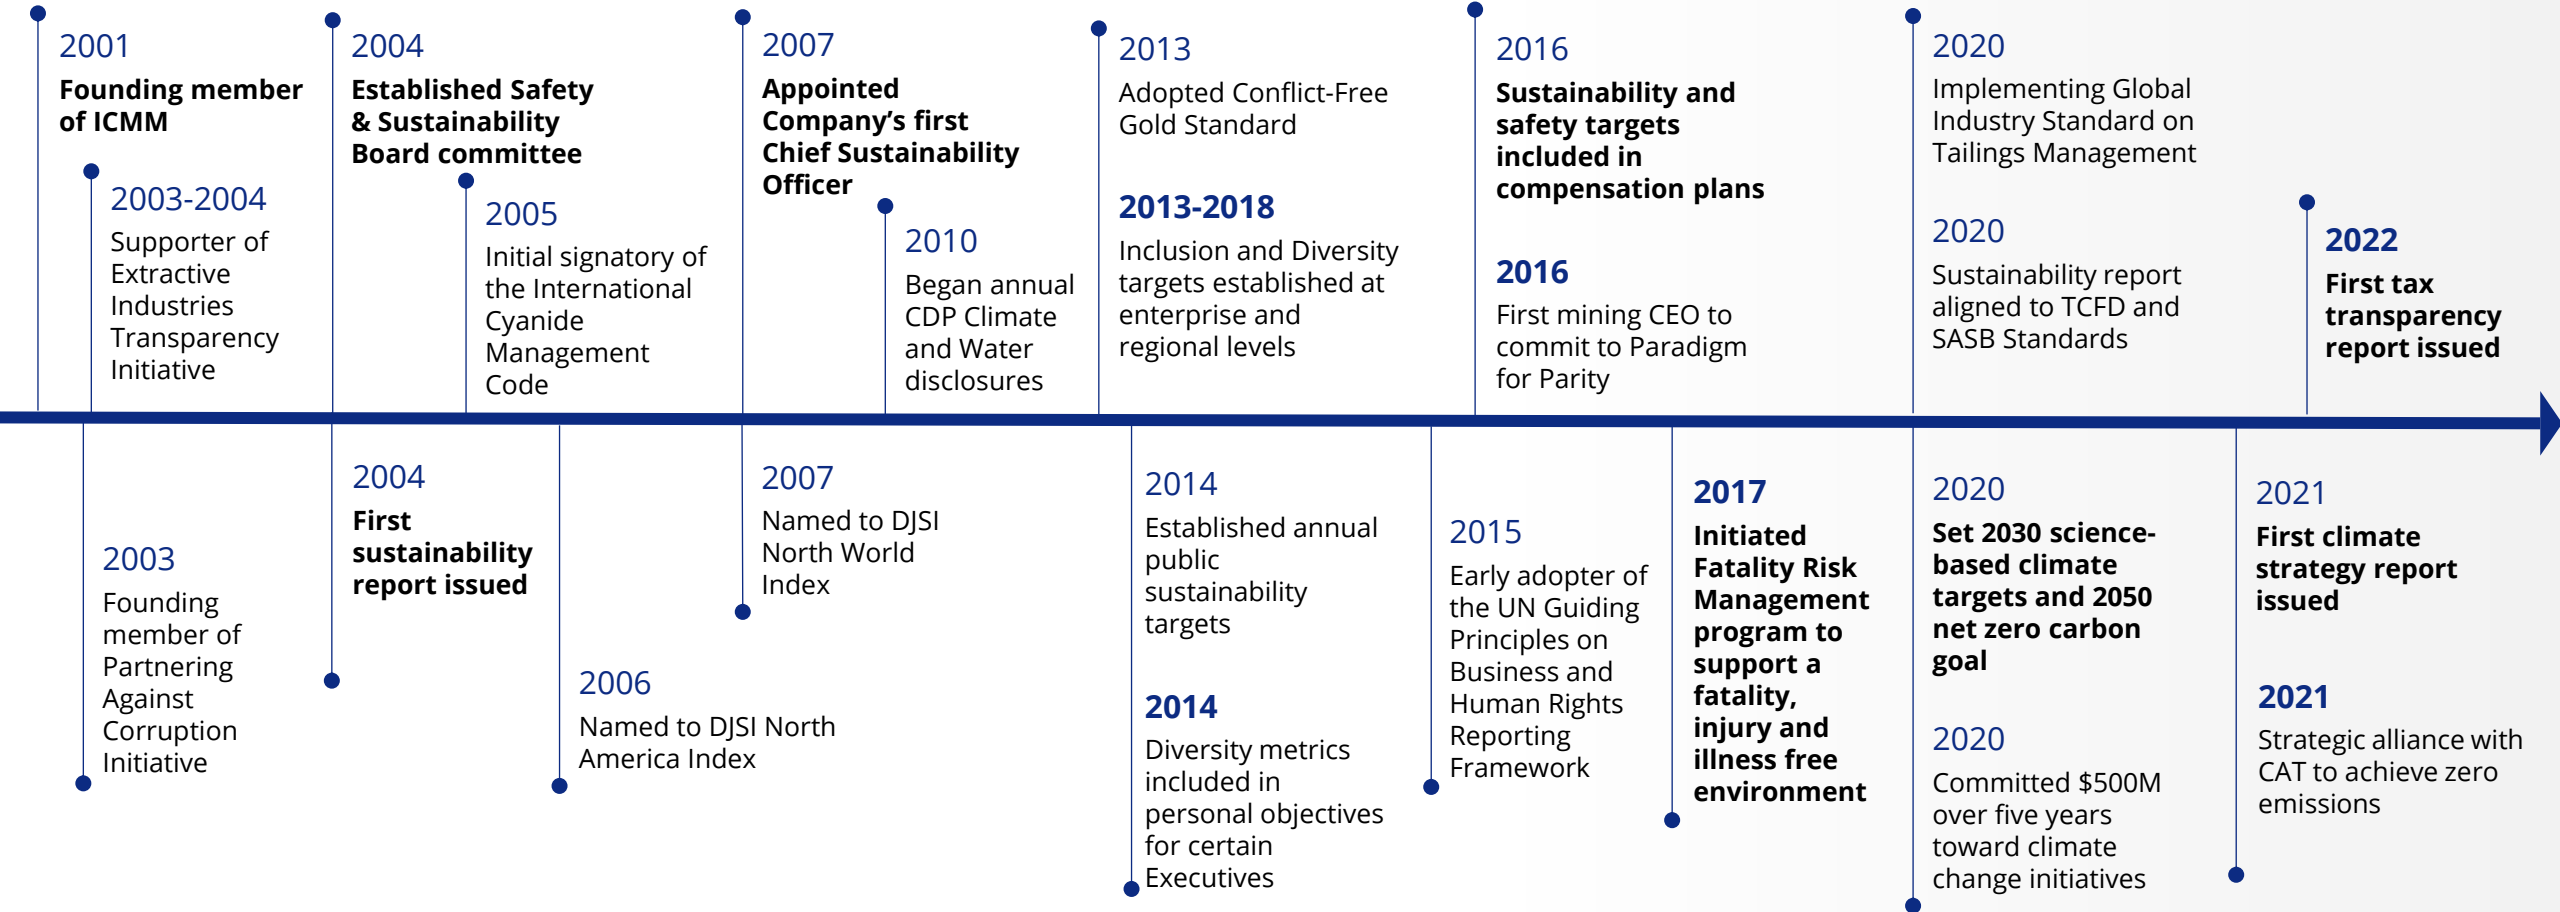 2001
Founding member
of ICMM
2003-2004
Supporter of
Extractive
Industries
Transparency
Initiative
2004
Established Safety
& Sustainability
Board committee
2005
Initial signatory of
the International
Cyanide
Management
Code
2007
Appointed
Company’s first
Chief Sustainability
Officer
2010
Began annual
CDP Climate
and Water
disclosures
2013
Adopted Conflict-Free
Gold Standard
2013-2018
Inclusion and Diversity
targets established at
enterprise and
regional levels
2016
Sustainability and
safety targets
included in
compensation plans
2016
First mining CEO to
commit to Paradigm
for Parity
2020
Implementing Global
Industry Standard on
Tailings Management
2020
Sustainability report
aligned to TCFD and
SASB Standards
2022
First tax
transparency
report issued
2003
Founding
member of
Partnering
Against
Corruption
Initiative
2004
First
sustainability
report issued
2006
Named to DJSI North
America Index
2007
Named to DJSI
North World
Index
2014
Established annual
public
sustainability
targets
2014
Diversity metrics
included in
personal objectives
for certain
Executives
2015
Early adopter of
the UN Guiding
Principles on
Business and
Human Rights
Reporting
Framework
2017
Initiated
Fatality Risk
Management
program to
support a
fatality,
injury and
illness free
environment
2020
Set 2030 science-
based climate
targets and 2050
net zero carbon
goal
2020
Committed $500M
over five years
toward climate
change initiatives
2021
First climate
strategy report
issued
2021
Strategic alliance with
CAT to achieve zero
emissions